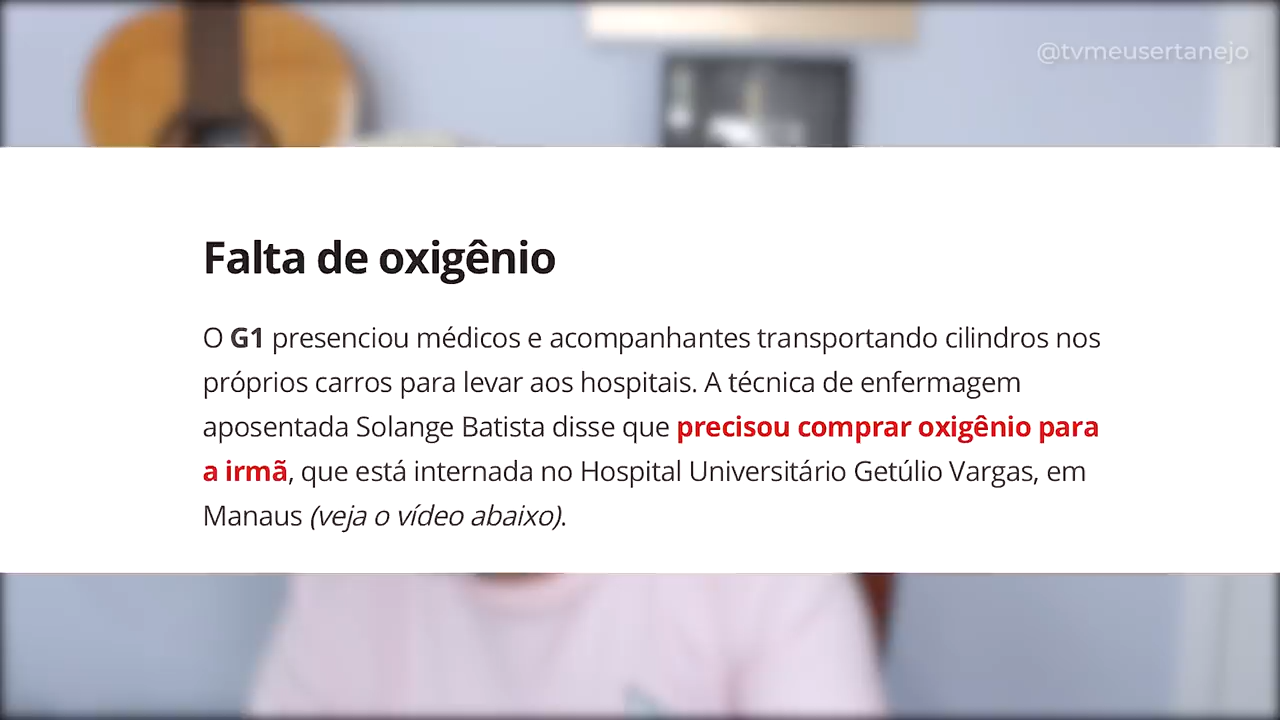 @tvmeusertanejo
Falta de oxigênio
O G1 presenciou médicos e acompanhantes transportando cilindros nos
próprios carros para levar aos hospitais. A técnica de enfermagem
aposentada Solange Batista disse que precisou comprar oxigênio para
a irmã, que está internada no Hospital Universitário Getúlio Vargas, em
Manaus (veja o vídeo abaixo).